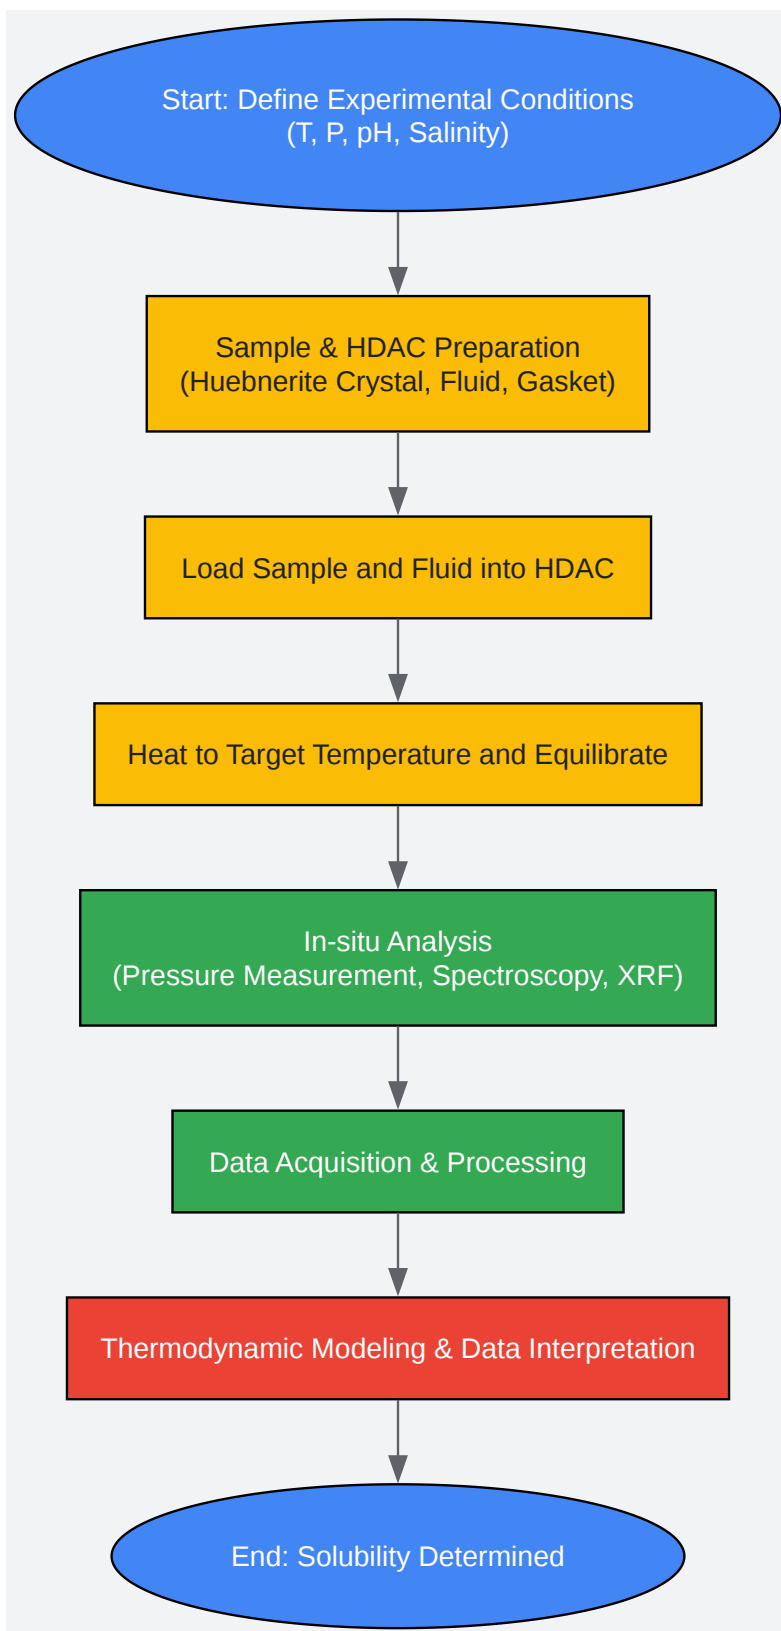 Start: Define Experimental Conditions
(T, P, pH, Salinity)
Sample & HDAC Preparation
(Huebnerite Crystal, Fluid, Gasket)
Load Sample and Fluid into HDAC
Heat to Target Temperature and Equilibrate
In-situ Analysis
(Pressure Measurement, Spectroscopy, XRF)
Data Acquisition & Processing
Thermodynamic Modeling & Data Interpretation
End: Solubility Determined